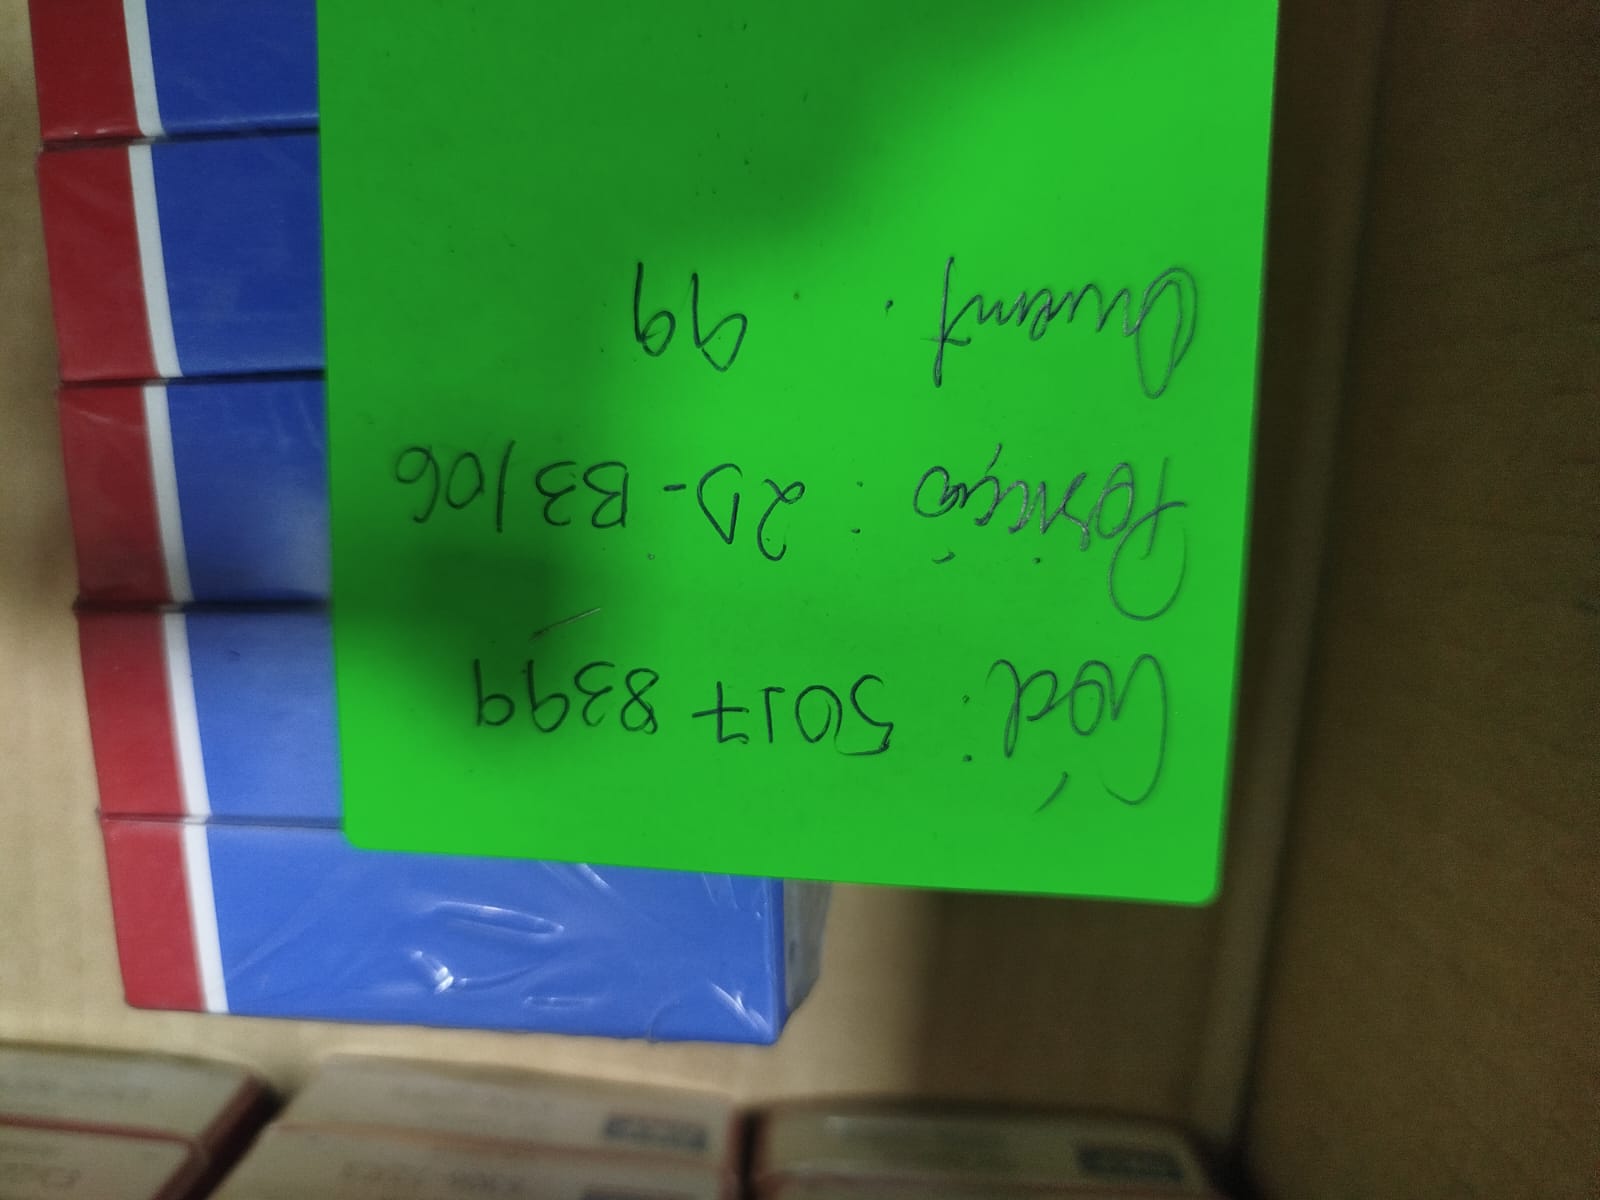 Cód: 5017 8399
Posição: 2D-B3/06
Quant. 99